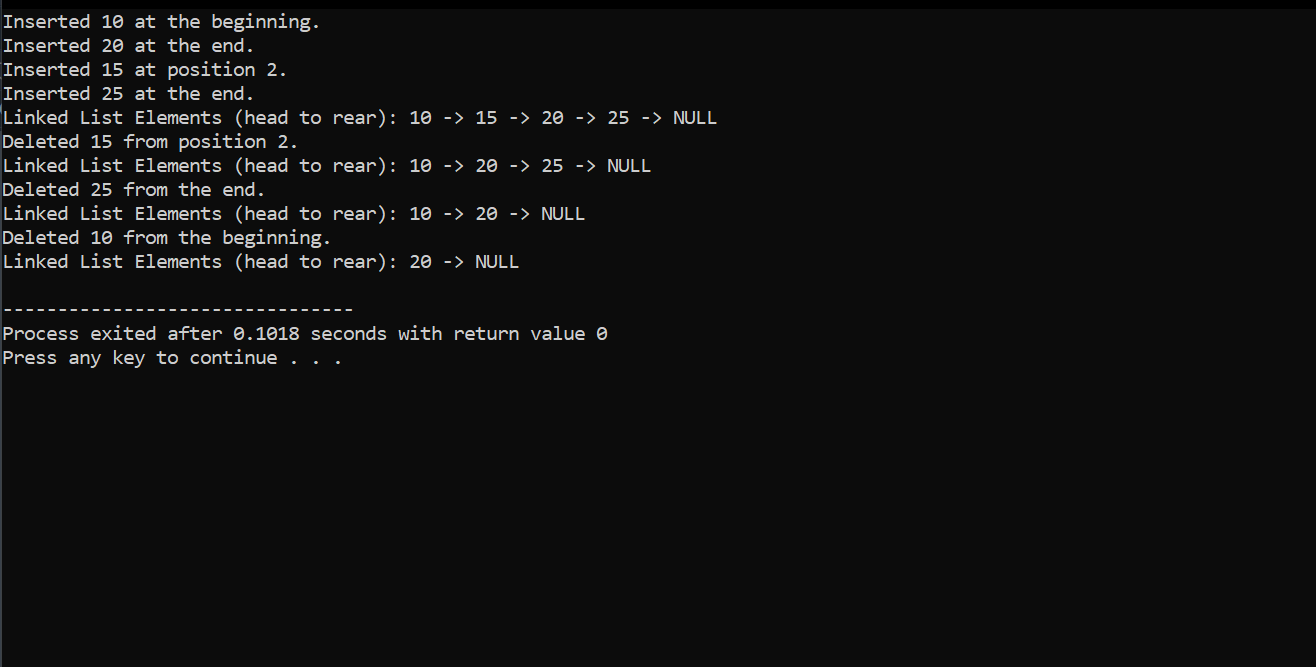 Inserted 10 at the beginning.
Inserted 20 at the end.
Inserted 15 at position 2.
Inserted 25 at the end.
Linked List Elements (head to rear): 10 -> 15 -> 20 -> 25 -> NULL
Deleted 15 from position 2.
Linked List Elements (head to rear): 10 -> 20 -> 25 -> NULL
Deleted 25 from the end.
Linked List Elements (head to rear): 10 -> 20 -> NULL
Deleted 10 from the beginning.
Linked List Elements (head to rear): 20 -> NULL
--------------------------------
Process exited after 0.1018 seconds with return value 0
Press any key to continue . . .